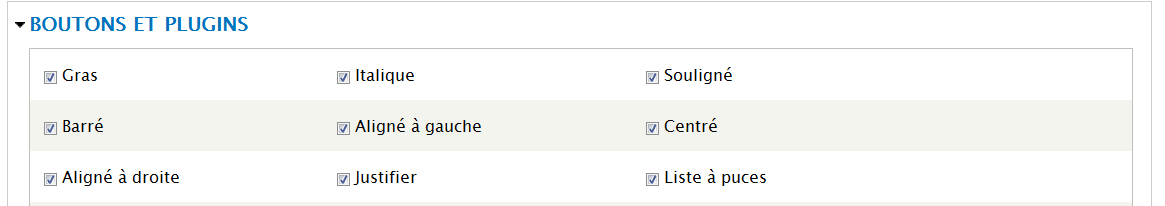 BOUTONS ET PLUGINS
Gras Italique Souligné
Barré Aligné à gauche Centré
Aligné à droite Justifier Liste à puces